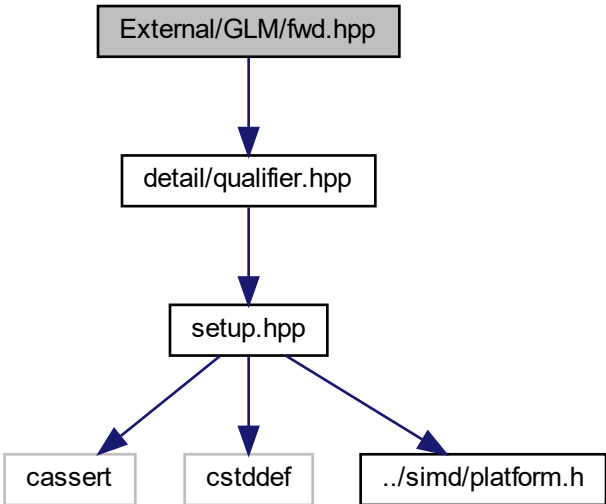 External/GLM/fwd.hpp
detail/qualifier.hpp
setup.hpp
cassert
cstddef
../simd/platform.h